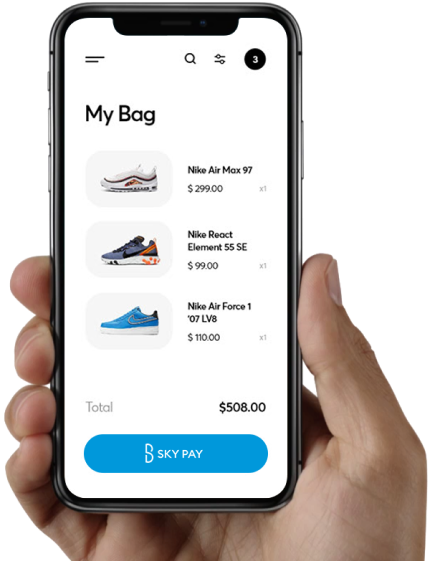 3
My Bag
Nike Air Max 97
$ 299.00 x1
Nike React
Element 55 SE
$ 99.00 x1
Nike Air Force 1
'07 LV8
$ 110.00 x1
Total $508.00
SKY PAY